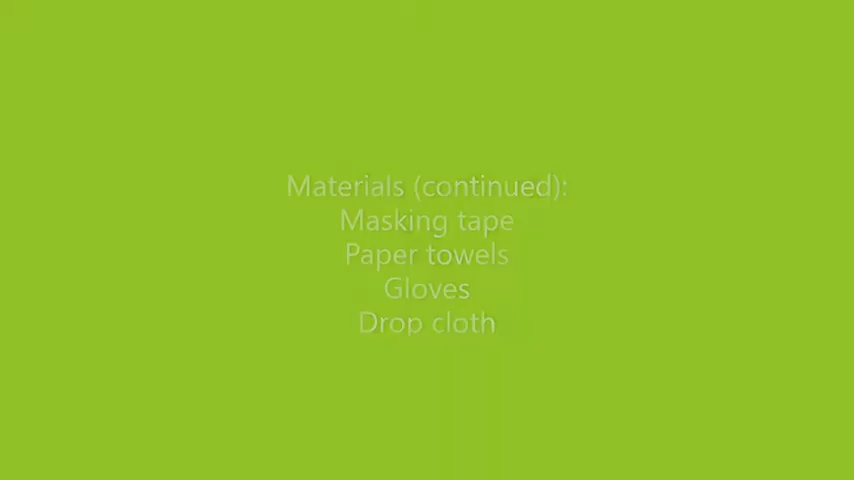 Materials (continued):
Masking tape
Paper towels
Gloves
Drop cloth